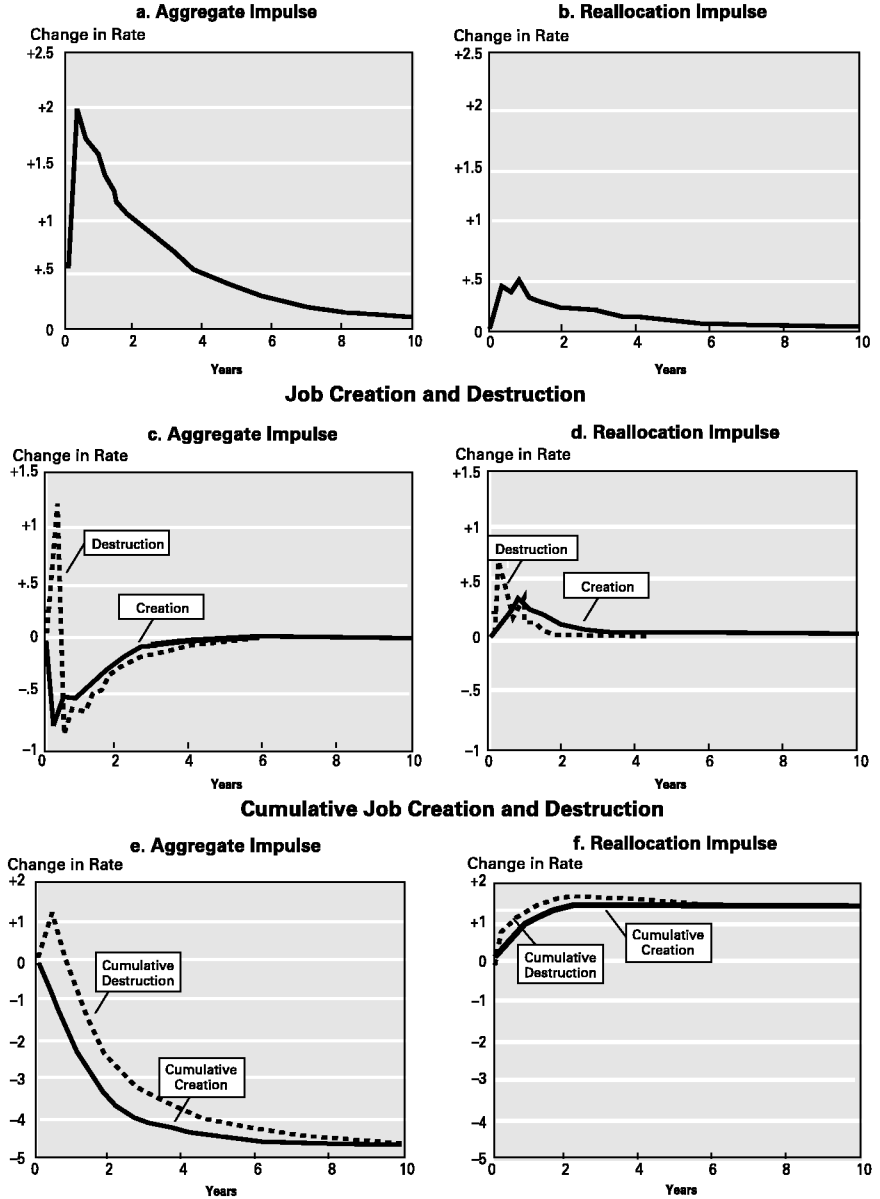 a. Aggregate Impulse
Change in Rate
+2.5
+2
+1.5
+1
+.5
0
0 2 4 6 8 10
Years
b. Reallocation Impulse
Change in Rate
+2.5
+2
+1.5
+1
+.5
0
0 2 4 6 8 10
Years
Job Creation and Destruction
c. Aggregate Impulse
Change in Rate
+1.5
+1
+.5
0
–.5
–1
Destruction
Creation
0 2 4 6 8 10
Years
d. Reallocation Impulse
Change in Rate
+1.5
+1
+.5
0
–.5
–1
Destruction
Creation
0 2 4 6 8 10
Years
Cumulative Job Creation and Destruction
e. Aggregate Impulse
Change in Rate
+2
+1
0
–1
–2
–3
–4
–5
Cumulative
Destruction
Cumulative
Creation
0 2 4 6 8 10
Years
f. Reallocation Impulse
Change in Rate
+2
+1
0
–1
–2
–3
–4
–5
Cumulative
Creation
Cumulative
Destruction
0 2 4 6 8 10
Years